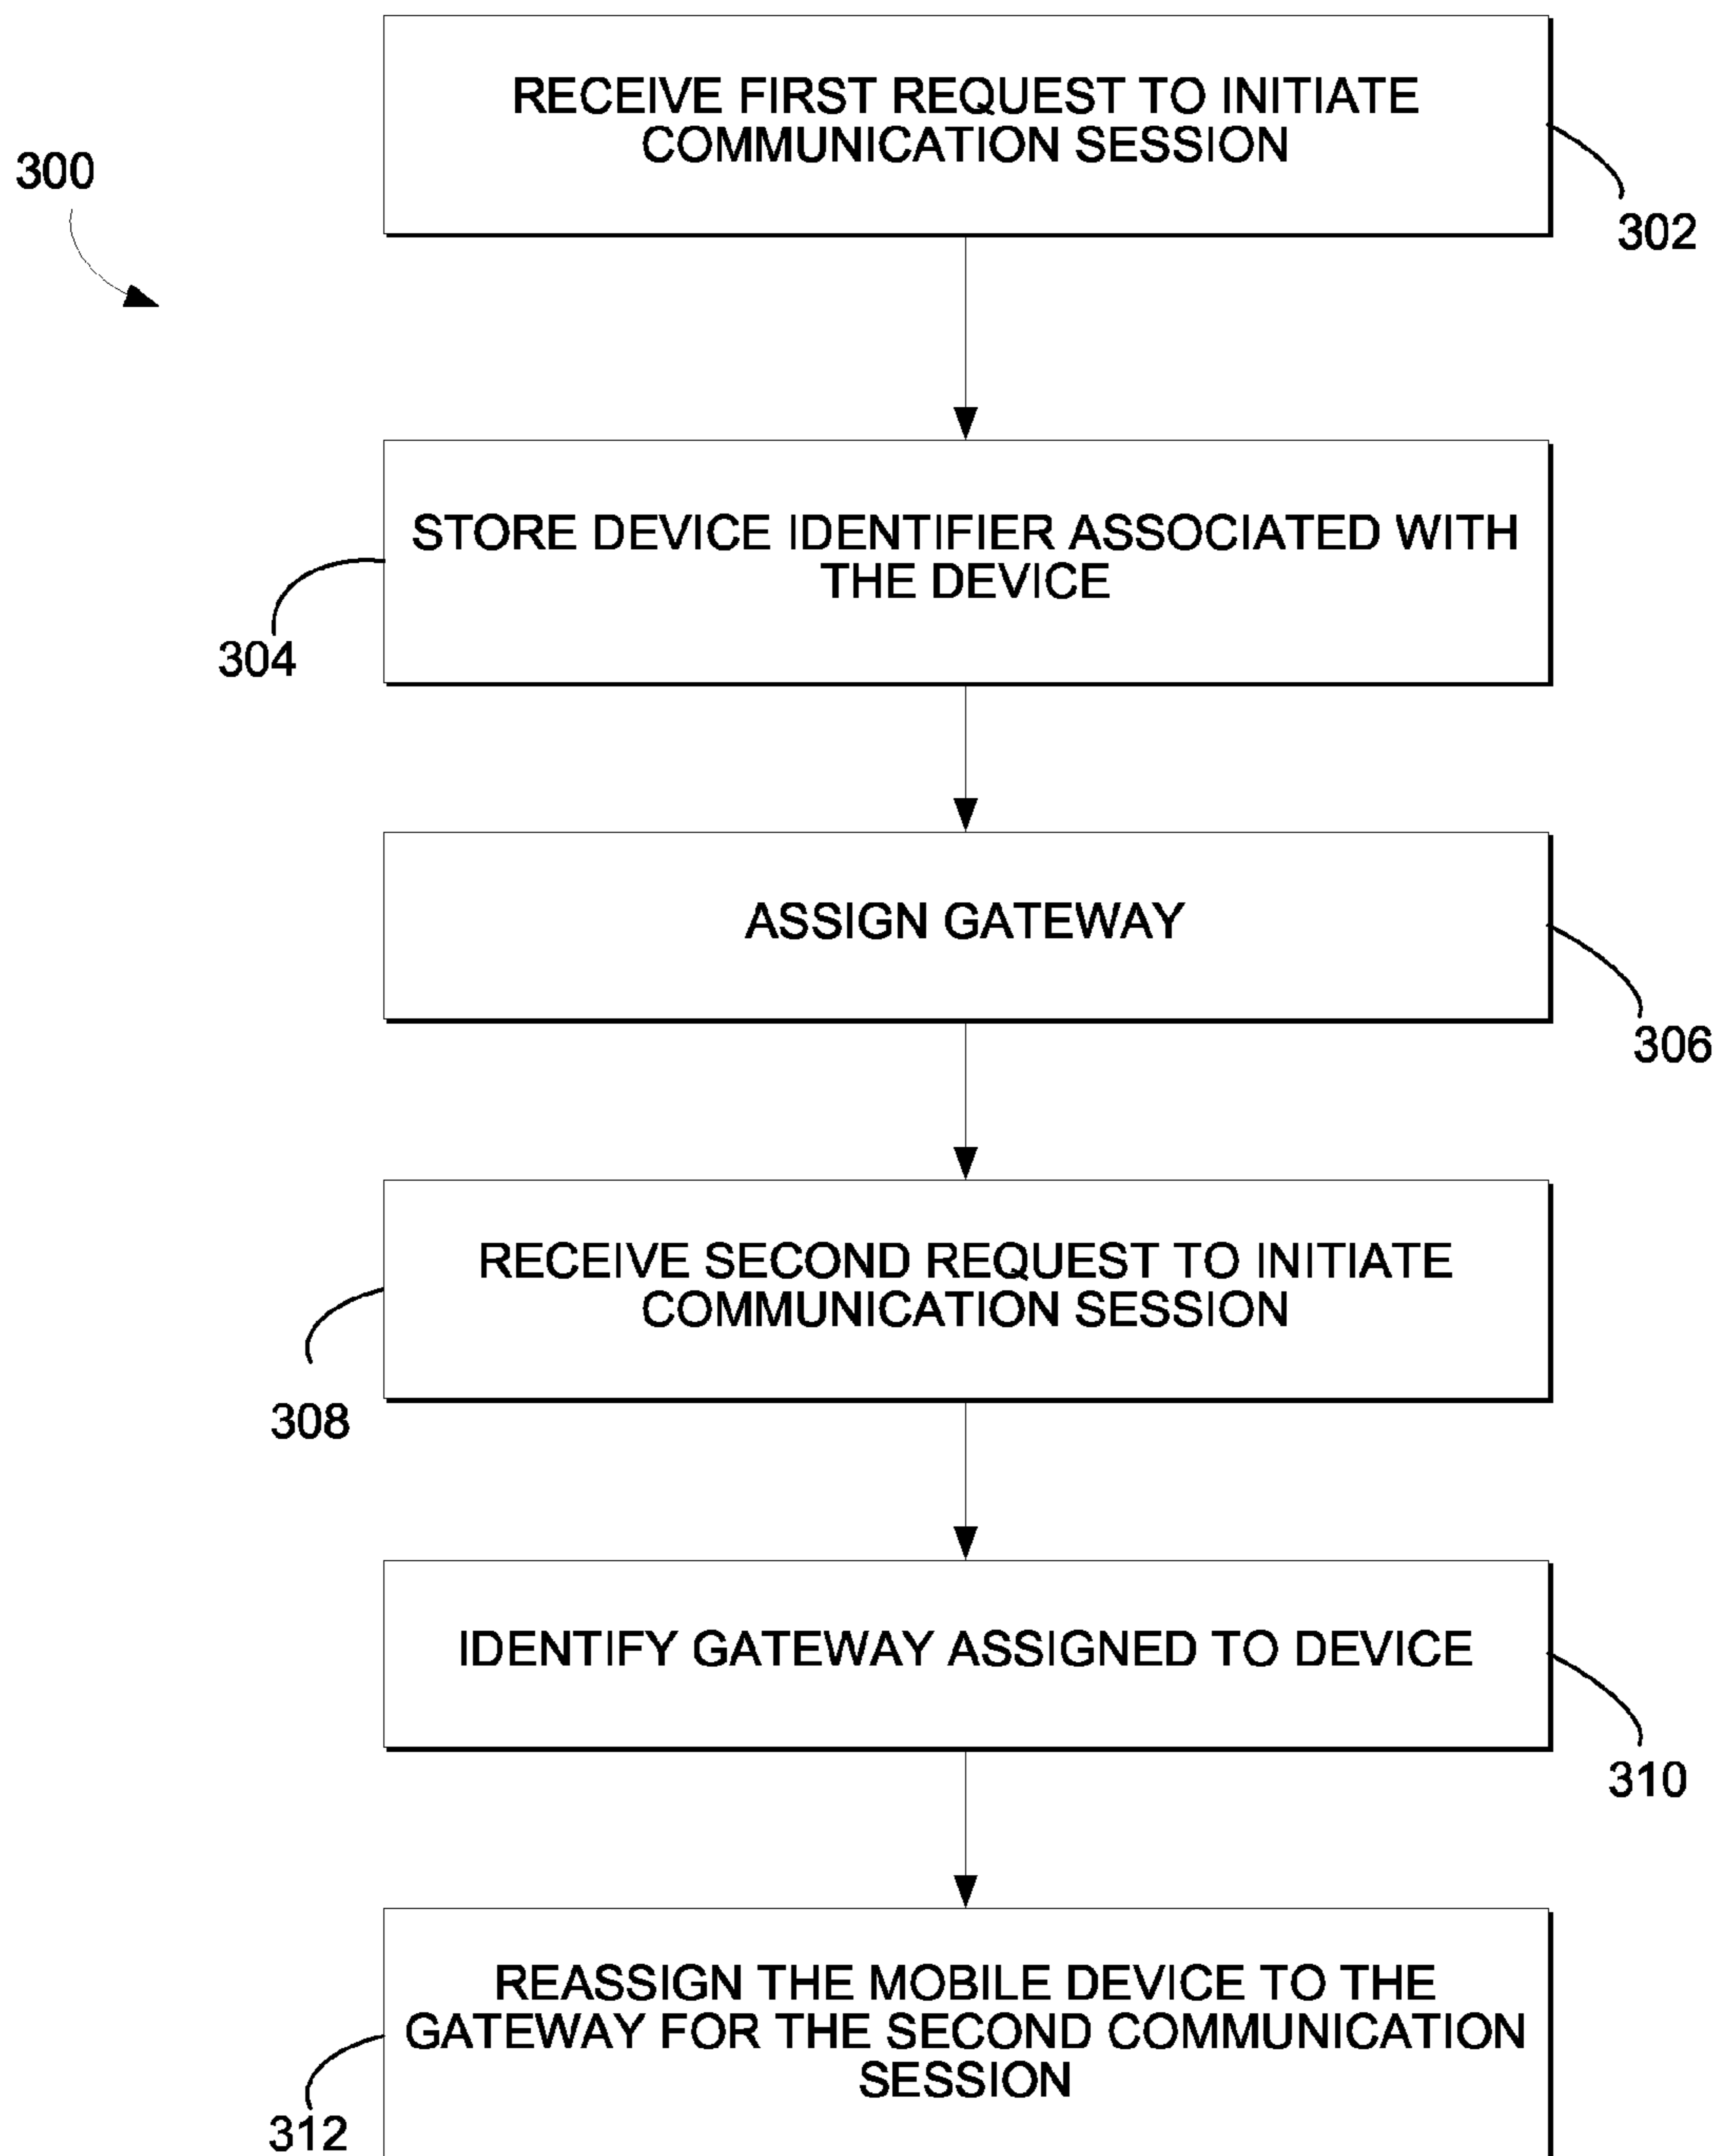 RECEIVE FIRST REQUEST TO INITIATE
COMMUNICATION SESSION
300
302
STORE DEVICE IDENTIFIER ASSOCIATED WITH
THE DEVICE
304
ASSIGN GATEWAY
306
RECEIVE SECOND REQUEST TO INITIATE
COMMUNICATION SESSION
308
IDENTIFY GATEWAY ASSIGNED TO DEVICE
310
REASSIGN THE MOBILE DEVICE TO THE
GATEWAY FOR THE SECOND COMMUNICATION
SESSION
312